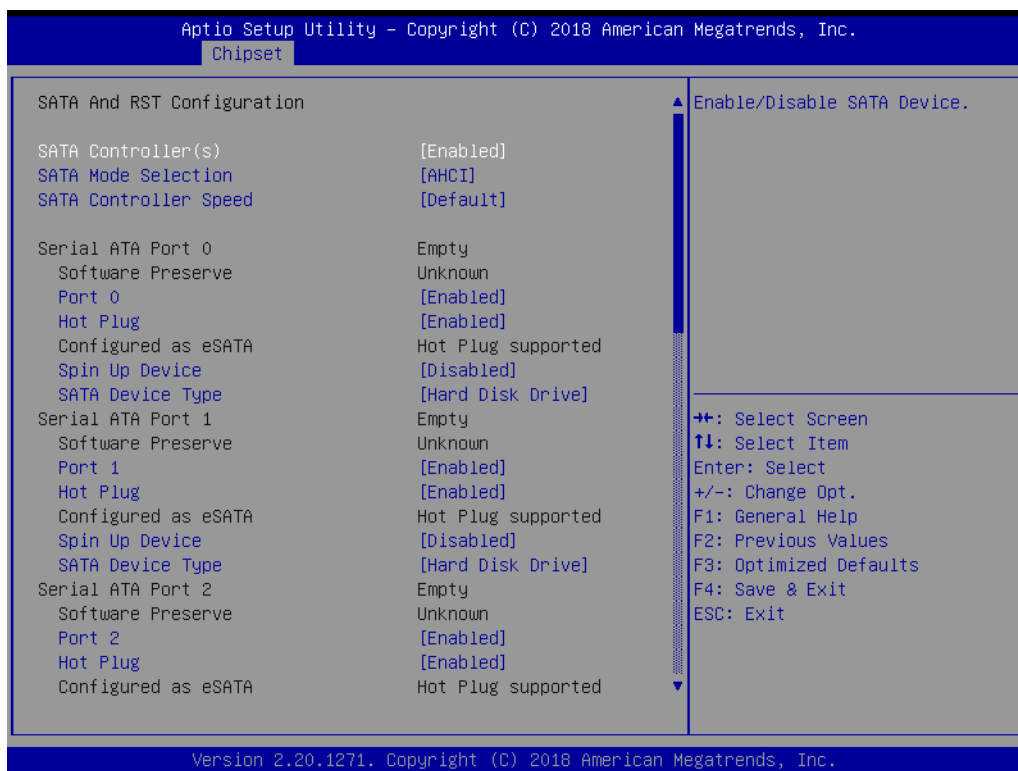 Aptio Setup Utility – Copyright (C) 2018 American Megatrends, Inc.
Chipset
SATA And RST Configuration
SATA Controller(s) [Enabled]
SATA Mode Selection [AHCI]
SATA Controller Speed [Default]
Serial ATA Port 0 Empty
Software Preserve Unknown
Port 0 [Enabled]
Hot Plug [Enabled]
Configured as eSATA Hot Plug supported
Spin Up Device [Disabled]
SATA Device Type [Hard Disk Drive]
Serial ATA Port 1 Empty
Software Preserve Unknown
Port 1 [Enabled]
Hot Plug [Enabled]
Configured as eSATA Hot Plug supported
Spin Up Device [Disabled]
SATA Device Type [Hard Disk Drive]
Serial ATA Port 2 Empty
Software Preserve Unknown
Port 2 [Enabled]
Hot Plug [Enabled]
Configured as eSATA Hot Plug supported
Enable/Disable SATA Device.
→←: Select Screen
↑↓: Select Item
Enter: Select
+/-: Change Opt.
F1: General Help
F2: Previous Values
F3: Optimized Defaults
F4: Save & Exit
ESC: Exit
Version 2.20.1271. Copyright (C) 2018 American Megatrends, Inc.